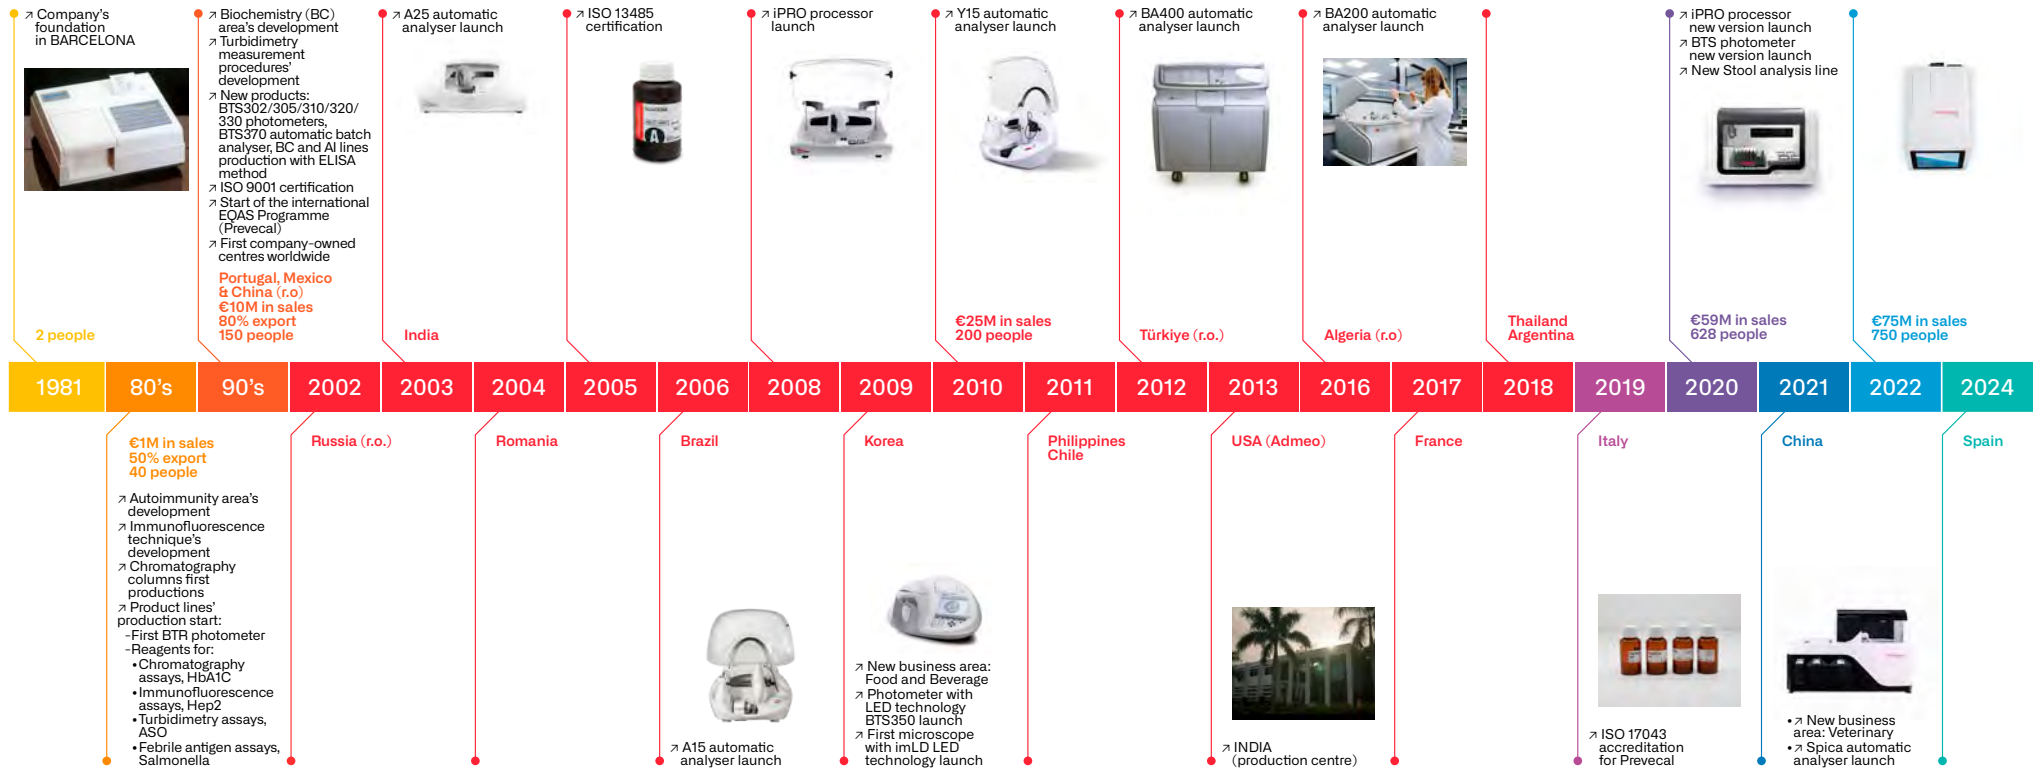 ↗ Company's
foundation
in BARCELONA
2 people
↗ Biochemistry (BC)
area's development
↗ Turbidimetry
measurement
procedures'
development
↗ New products:
BTS302/305/310/320/
330 photometers,
BTS370 automatic batch
analyser, BC and AI lines
production with ELISA
method
↗ ISO 9001 certification
↗ Start of the international
EQAS Programme
(Prevecal)
↗ First company-owned
centres worldwide
Portugal, Mexico
& China (r.o)
€10M in sales
80% export
150 people
↗ A25 automatic
analyser launch
India
↗ ISO 13485
certification
↗ iPRO processor
launch
↗ Y15 automatic
analyser launch
€25M in sales
200 people
↗ BA400 automatic
analyser launch
Türkiye (r.o.)
↗ BA200 automatic
analyser launch
Algeria (r.o)
Thailand
Argentina
↗ iPRO processor
new version launch
↗ BTS photometer
new version launch
↗ New Stool analysis line
€59M in sales
628 people
€75M in sales
750 people
1981
80's
90's
2002
2003
2004
2005
2006
2008
2009
2010
2011
2012
2013
2016
2017
2018
2019
2020
2021
2022
2024
€1M in sales
50% export
40 people
↗ Autoimmunity area's
development
↗ Immunofluorescence
technique's
development
↗ Chromatography
columns first
productions
↗ Product lines'
production start:
-First BTR photometer
-Reagents for:
•Chromatography
assays, HbA1C
•Immunofluorescence
assays, Hep2
•Turbidimetry assays,
ASO
•Febrile antigen assays,
Salmonella
Russia (r.o.)
Romania
Brazil
↗ A15 automatic
analyser launch
Korea
↗ New business area:
Food and Beverage
↗ Photometer with
LED technology
BTS350 launch
↗ First microscope
with imLD LED
technology launch
Philippines
Chile
USA (Admeo)
↗ INDIA
(production centre)
France
Italy
↗ ISO 17043
accreditation
for Prevecal
China
•↗ New business
area: Veterinary
•↗ Spica automatic
analyser launch
Spain
A